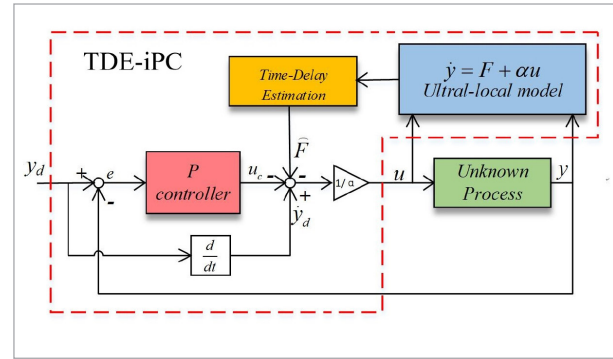 TDE-iPC
Time-Delay
Estimation
ẏ = F + αu
Ultral-local model
F̂
y_d
+
e
-
P
controller
u_c
-
-
+
ẏ_d
1/α
u
Unknown
Process
y
d
dt